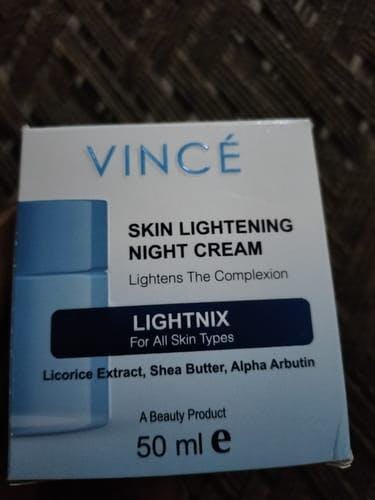 VINCÉ
SKIN LIGHTENING
NIGHT CREAM
Lightens The Complexion
LIGHTNIX
For All Skin Types
Licorice Extract, Shea Butter, Alpha Arbutin
A Beauty Product
50 ml e